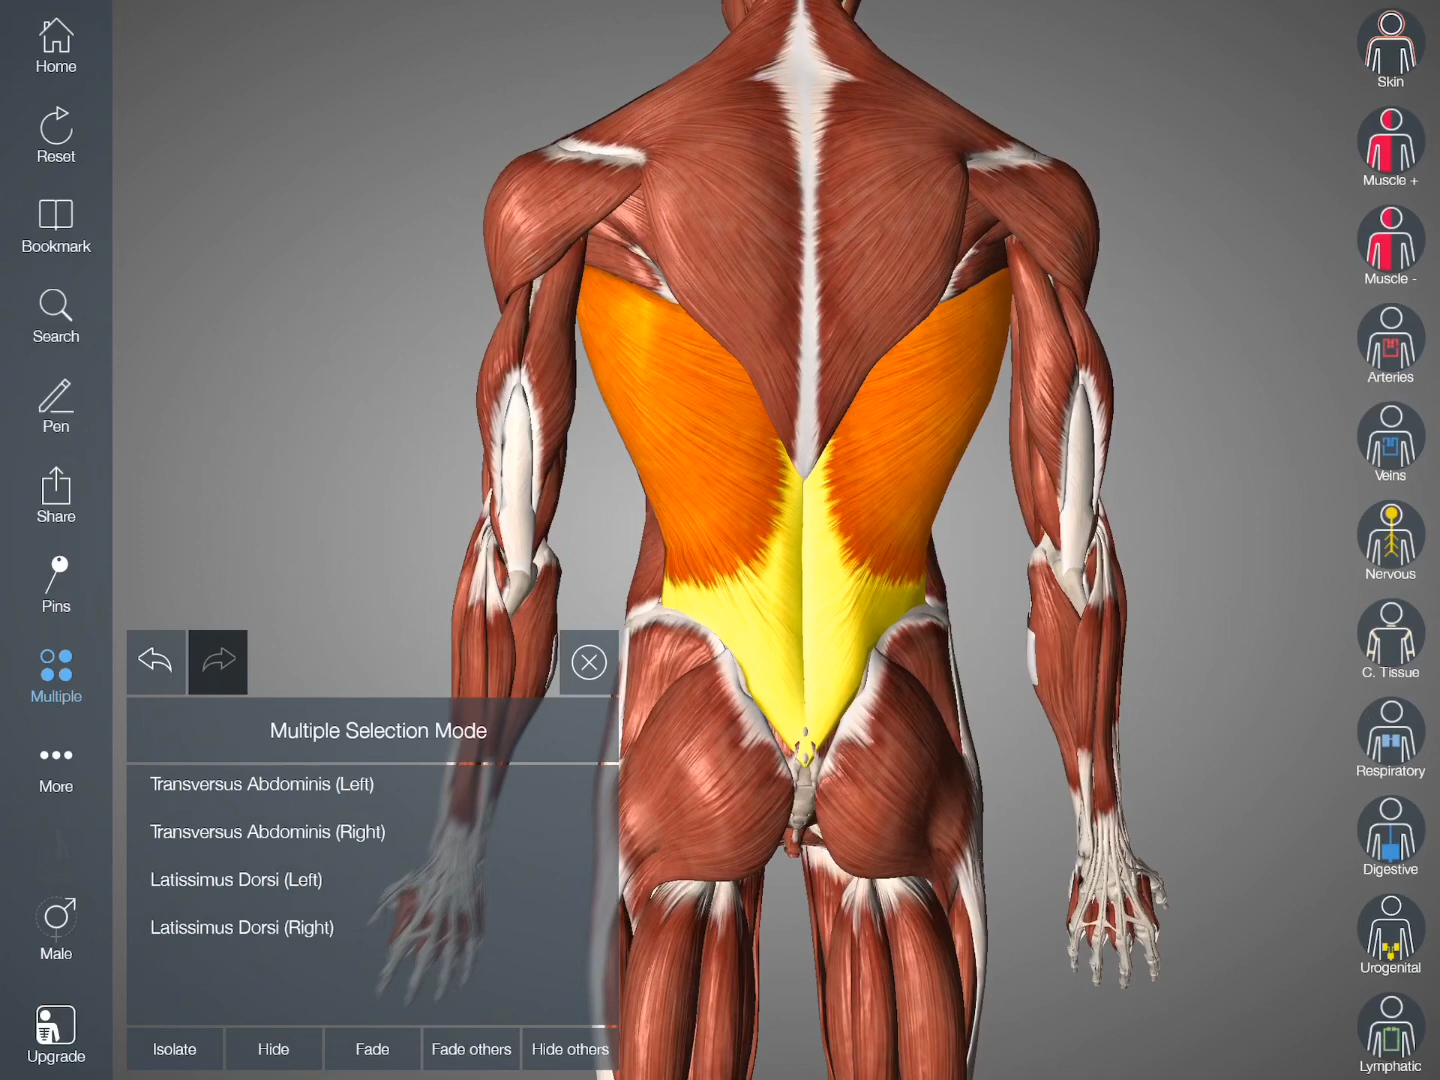 Home
Reset
Bookmark
Search
Pen
Share
Pins
Multiple
More
Male
Upgrade
Multiple Selection Mode
Transversus Abdominis (Left)
Transversus Abdominis (Right)
Latissimus Dorsi (Left)
Latissimus Dorsi (Right)
Isolate
Hide
Fade
Fade others
Hide others
Skin
Muscle +
Muscle -
Arteries
Veins
Nervous
C. Tissue
Respiratory
Digestive
Urogenital
Lymphatic